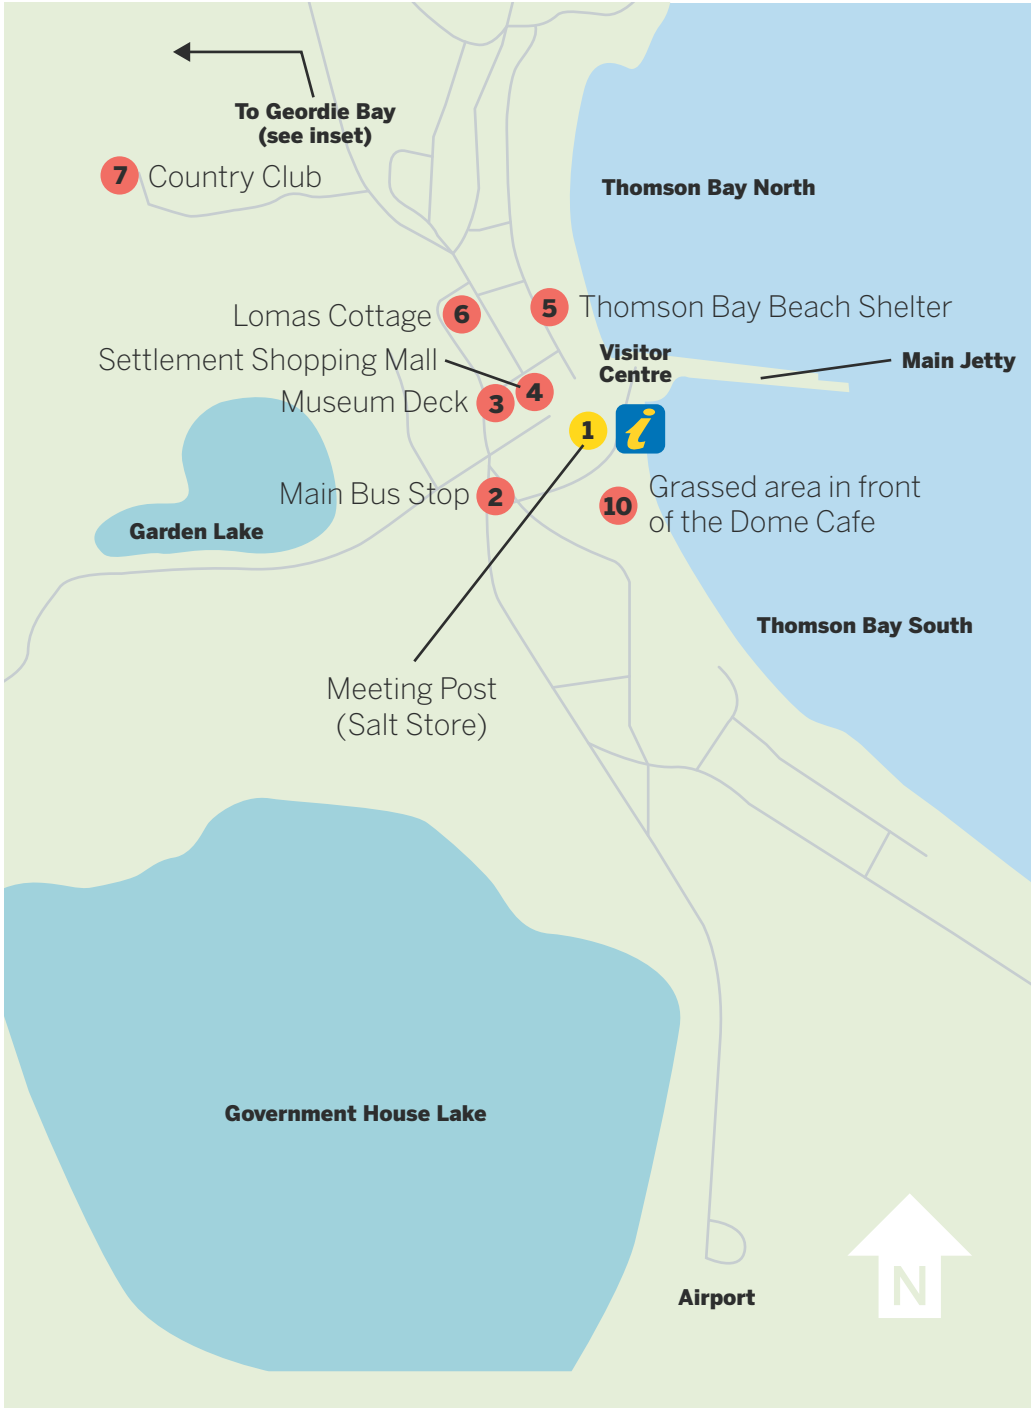 To Geordie Bay
(see inset)
7 Country Club
Thomson Bay North
Lomas Cottage 6
5 Thomson Bay Beach Shelter
Settlement Shopping Mall
4
Visitor
Centre
Main Jetty
Museum Deck 3
1 i
Main Bus Stop 2
10 Grassed area in front
of the Dome Cafe
Garden Lake
Thomson Bay South
Meeting Post
(Salt Store)
Government House Lake
Airport
N